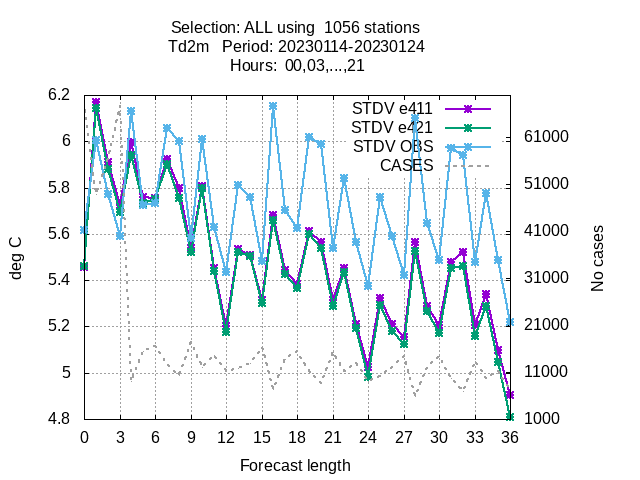 Selection: ALL using  1056 stations
Td2m   Period: 20230114-20230124
Hours:  00,03,...,21
STDV e411
STDV e421
STDV OBS
CASES
6.2
6
5.8
5.6
5.4
5.2
5
4.8
deg C
61000
51000
41000
31000
21000
11000
1000
No cases
0 3 6 9 12 15 18 21 24 27 30 33 36
Forecast length